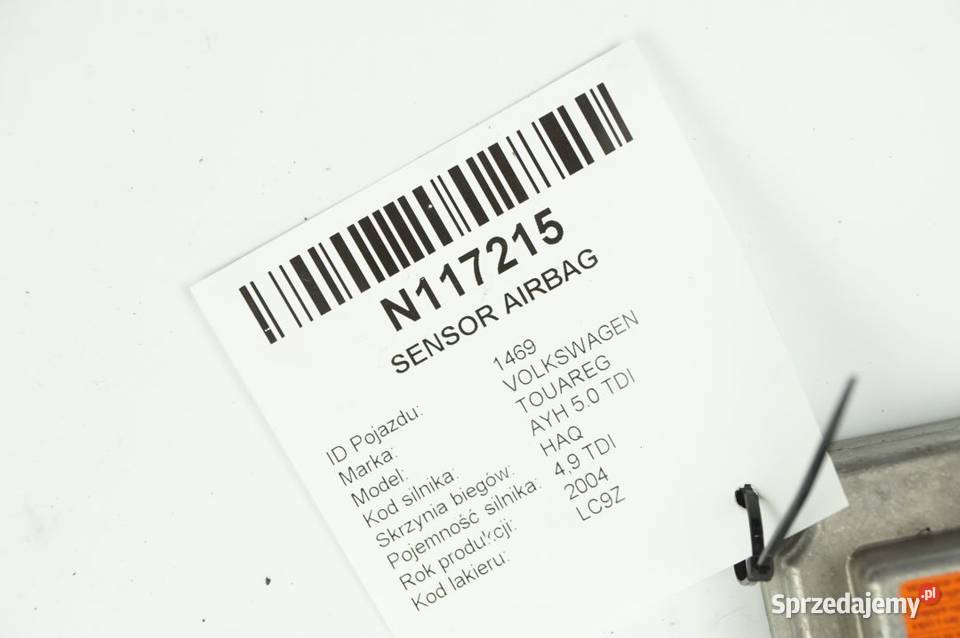 N117215
SENSOR AIRBAG
ID Pojazdu: 1469
Marka: VOLKSWAGEN
Model: TOUAREG
Kod silnika: AYH 5.0 TDI
Skrzynia biegów: HAQ
Pojemność silnika: 4,9 TDI
Rok produkcji: 2004
Kod lakieru: LC9Z
Sprzedajemy.pl